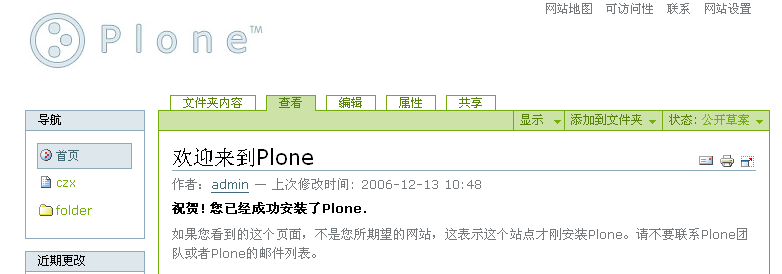 网站地图 可访问性 联系 网站设置
Plone™
文件夹内容 查看 编辑 属性 共享
导航
显示 添加到文件夹 状态: 公开草案
首页
欢迎来到Plone
czx
作者: admin — 上次修改时间: 2006-12-13 10:48
folder
祝贺! 您已经成功安装了Plone.
如果您看到的这个页面，不是您所期望的网站，这表示这个站点才刚安装Plone。请不要联系Plone团
队或者Plone的邮件列表。
近期更改